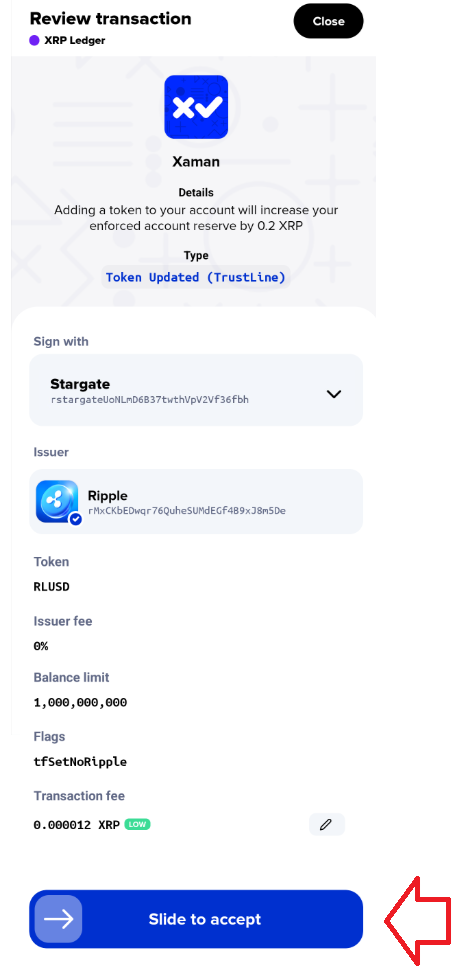 Review transaction
Close
XRP Ledger
Xaman
Details
Adding a token to your account will increase your
enforced account reserve by 0.2 XRP
Type
Token Updated (TrustLine)
Sign with
Stargate
rstargateUoNLmD6B37twthVpV2Vf36fbh
Issuer
Ripple
rMxCKbEDwqr76QuheSUMdEGf4B9xJ8m5De
Token
RLUSD
Issuer fee
0%
Balance limit
1,000,000,000
Flags
tfSetNoRipple
Transaction fee
0.000012 XRP LOW
Slide to accept